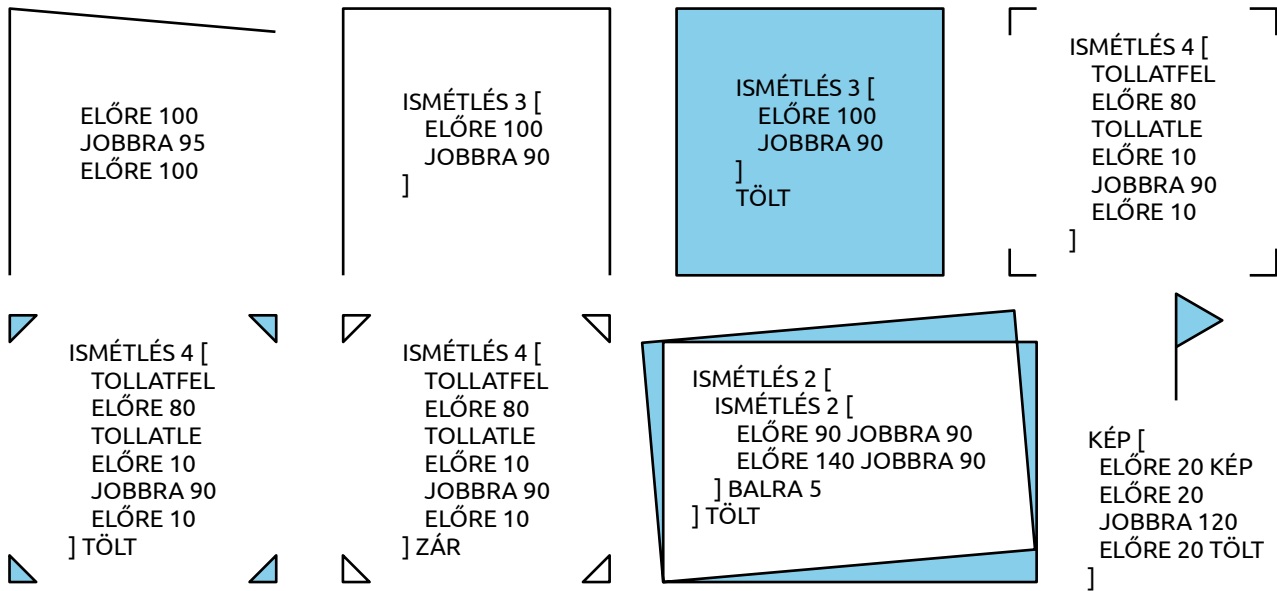 ELŐRE 100
JOBBRA 95
ELŐRE 100
ISMÉTLÉS 3 [
ELŐRE 100
JOBBRA 90
]
ISMÉTLÉS 3 [
ELŐRE 100
JOBBRA 90
]
TÖLT
ISMÉTLÉS 4 [
TOLLATFEL
ELŐRE 80
TOLLATLE
ELŐRE 10
JOBBRA 90
ELŐRE 10
]
ISMÉTLÉS 4 [
TOLLATFEL
ELŐRE 80
TOLLATLE
ELŐRE 10
JOBBRA 90
ELŐRE 10
] TÖLT
ISMÉTLÉS 4 [
TOLLATFEL
ELŐRE 80
TOLLATLE
ELŐRE 10
JOBBRA 90
ELŐRE 10
] ZÁR
ISMÉTLÉS 2 [
ISMÉTLÉS 2 [
ELŐRE 90 JOBBRA 90
ELŐRE 140 JOBBRA 90
] BALRA 5
] TÖLT
KÉP [
ELŐRE 20 KÉP
ELŐRE 20
JOBBRA 120
ELŐRE 20 TÖLT
]